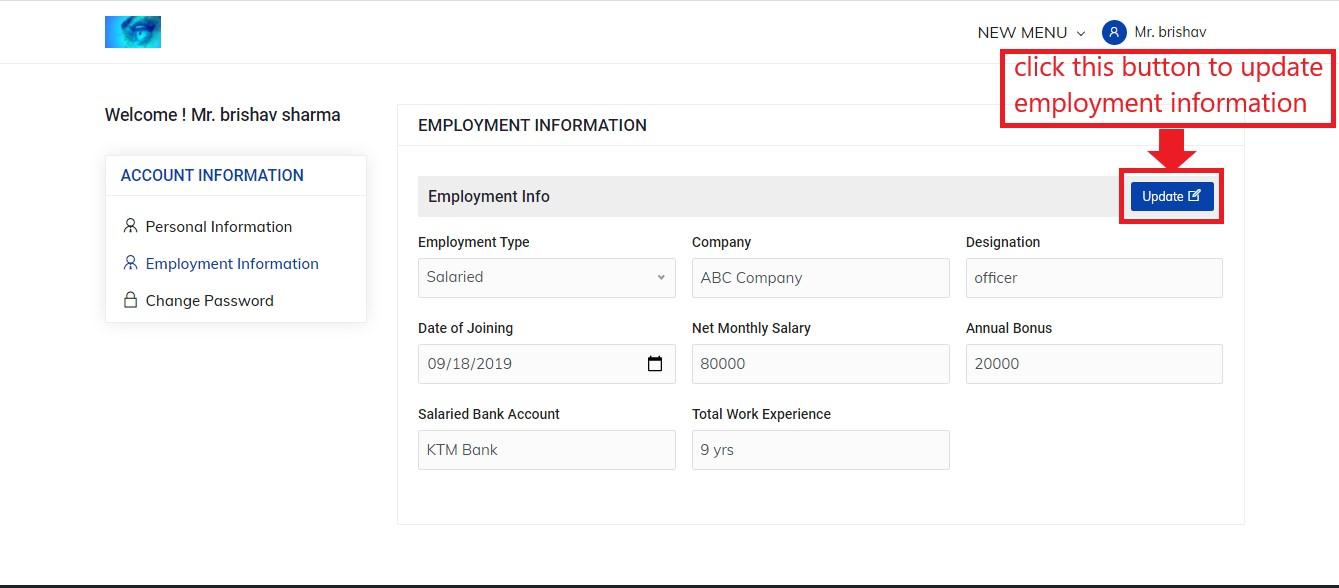 NEW MENU
Mr. brishav
click this button to update
employment information
Welcome ! Mr. brishav sharma
ACCOUNT INFORMATION
Personal Information
Employment Information
Change Password
EMPLOYMENT INFORMATION
Employment Info
Update
Employment Type
Company
Designation
Salaried
ABC Company
officer
Date of Joining
Net Monthly Salary
Annual Bonus
09/18/2019
80000
20000
Salaried Bank Account
Total Work Experience
KTM Bank
9 yrs